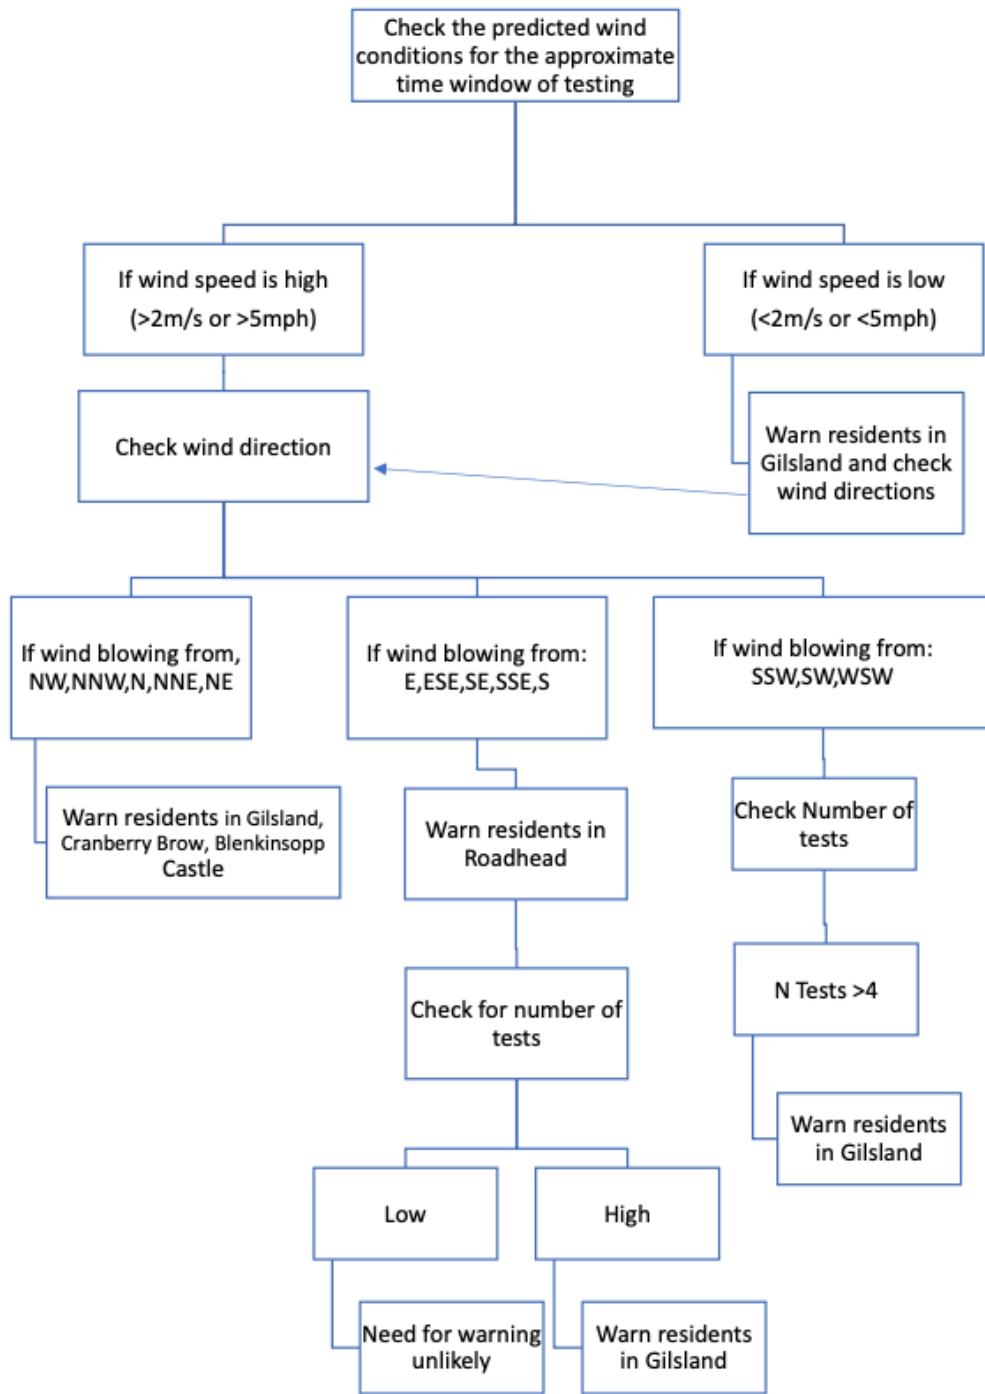 Check the predicted wind
conditions for the approximate
time window of testing
If wind speed is high
(>2m/s or >5mph)
If wind speed is low
(<2m/s or <5mph)
Check wind direction
Warn residents in
Gilsland and check
wind directions
If wind blowing from,
NW,NNW,N,NNE,NE
If wind blowing from:
E,ESE,SE,SSE,S
If wind blowing from:
SSW,SW,WSW
Warn residents in Gilsland,
Cranberry Brow, Blenkinsopp
Castle
Warn residents in
Roadhead
Check Number of
tests
Check for number of
tests
N Tests >4
Warn residents
in Gilsland
Low
High
Need for warning
unlikely
Warn residents
in Gilsland